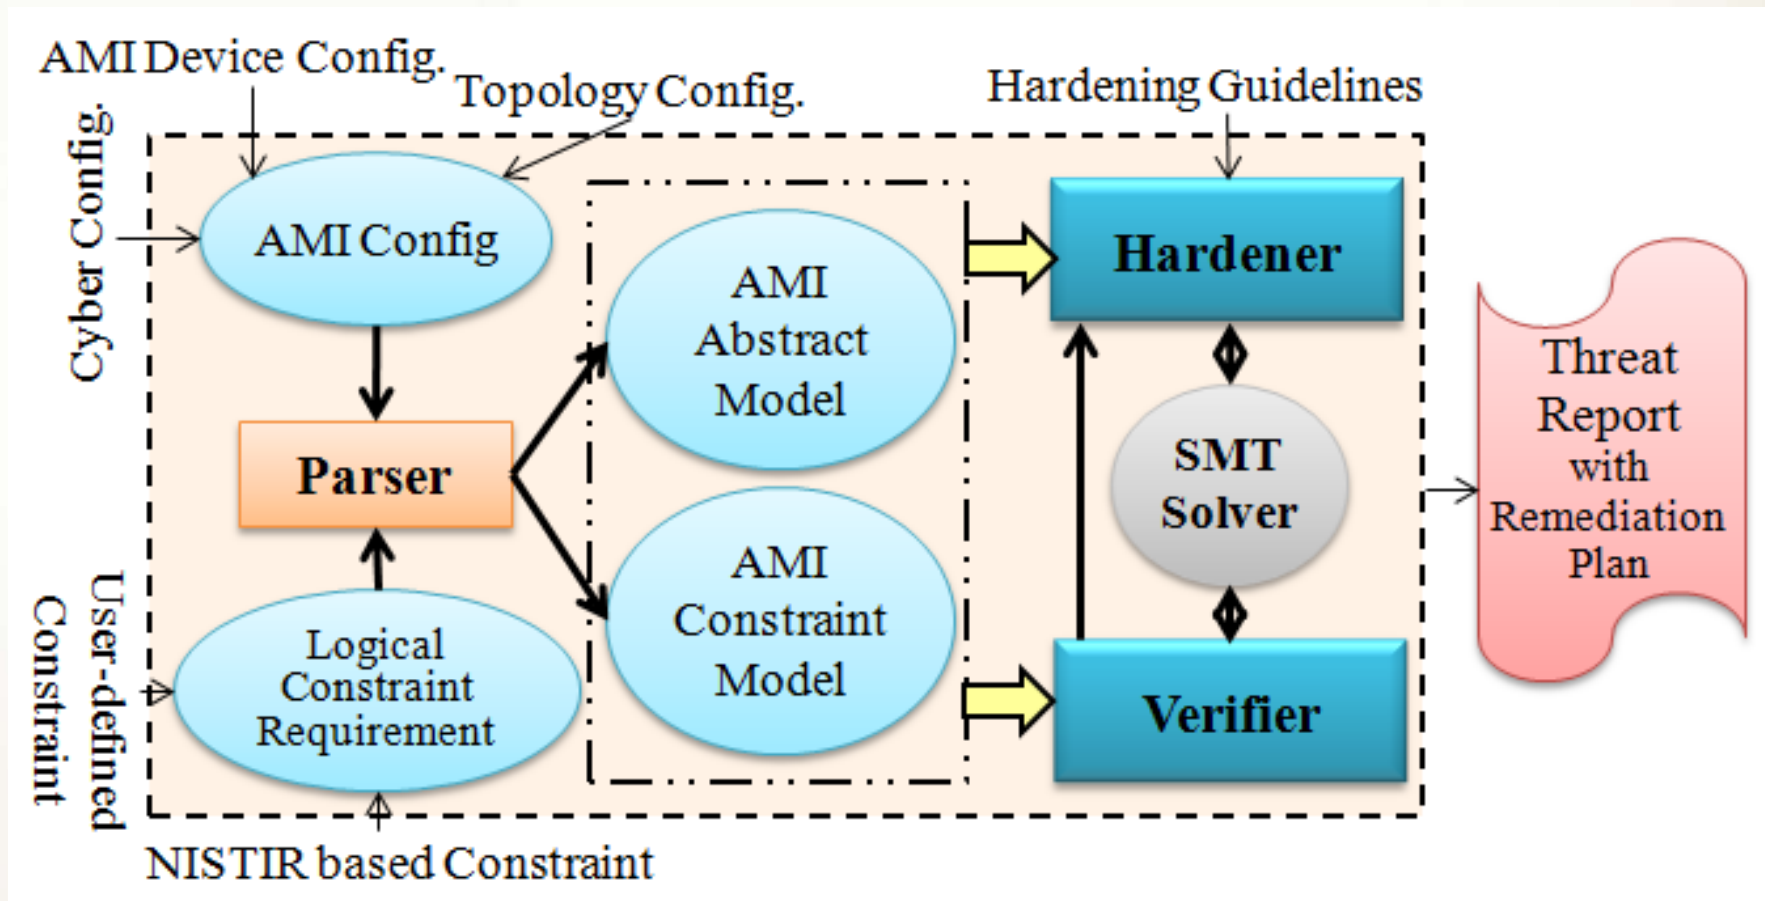 AMI Device Config.
Topology Config.
Hardening Guidelines
Cyber Config.
AMI Config
AMI
Abstract
Model
Hardener
Threat
Report
with
Remediation
Plan
Parser
SMT
Solver
AMI
Constraint
Model
User-defined
Constraint
Logical
Constraint
Requirement
Verifier
NISTIR based Constraint